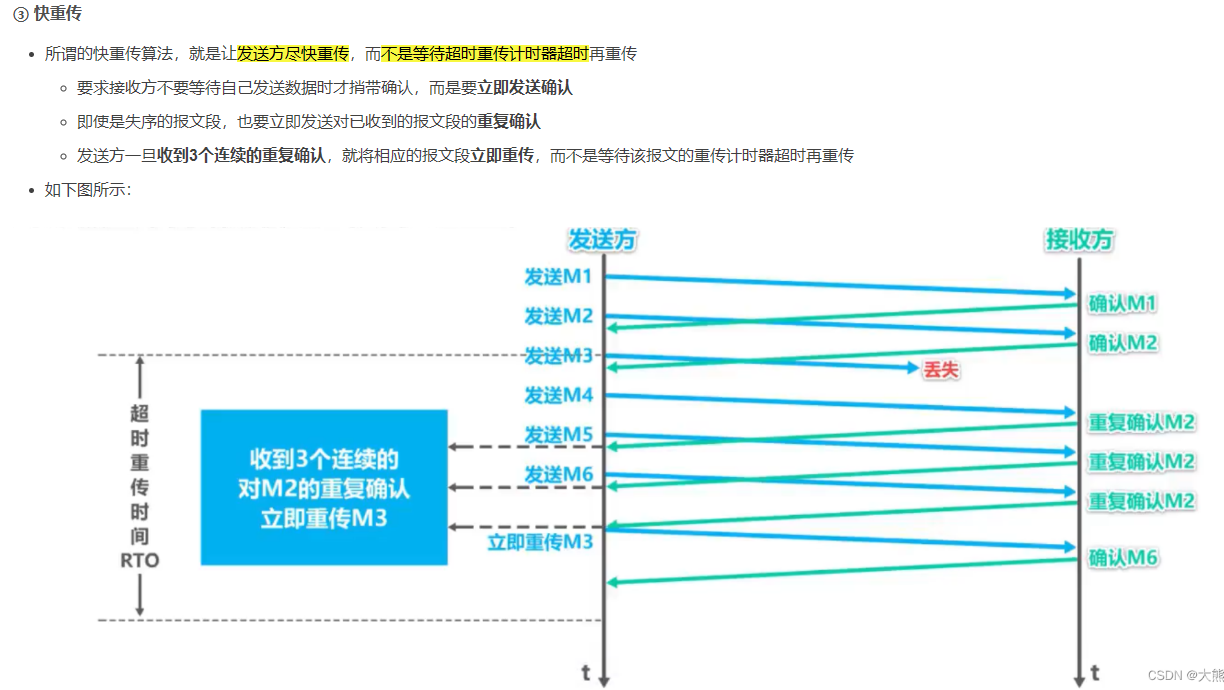 ③ 快重传
所谓的快重传算法，就是让发送方尽快重传，而不是等待超时重传计时器超时再重传
要求接收方不要等待自己发送数据时才捎带确认，而是要立即发送确认
即使是失序的报文段，也要立即发送对已收到的报文段的重复确认
发送方一旦收到3个连续的重复确认，就将相应的报文段立即重传，而不是等待该报文的重传计时器超时再重传
如下图所示：
发送方
接收方
发送M1
确认M1
发送M2
确认M2
发送M3
丢失
发送M4
重复确认M2
发送M5
重复确认M2
发送M6
重复确认M2
立即重传M3
确认M6
超时重传时间
RTO
收到3个连续的
对M2的重复确认
立即重传M3
t
t
CSDN @大熊